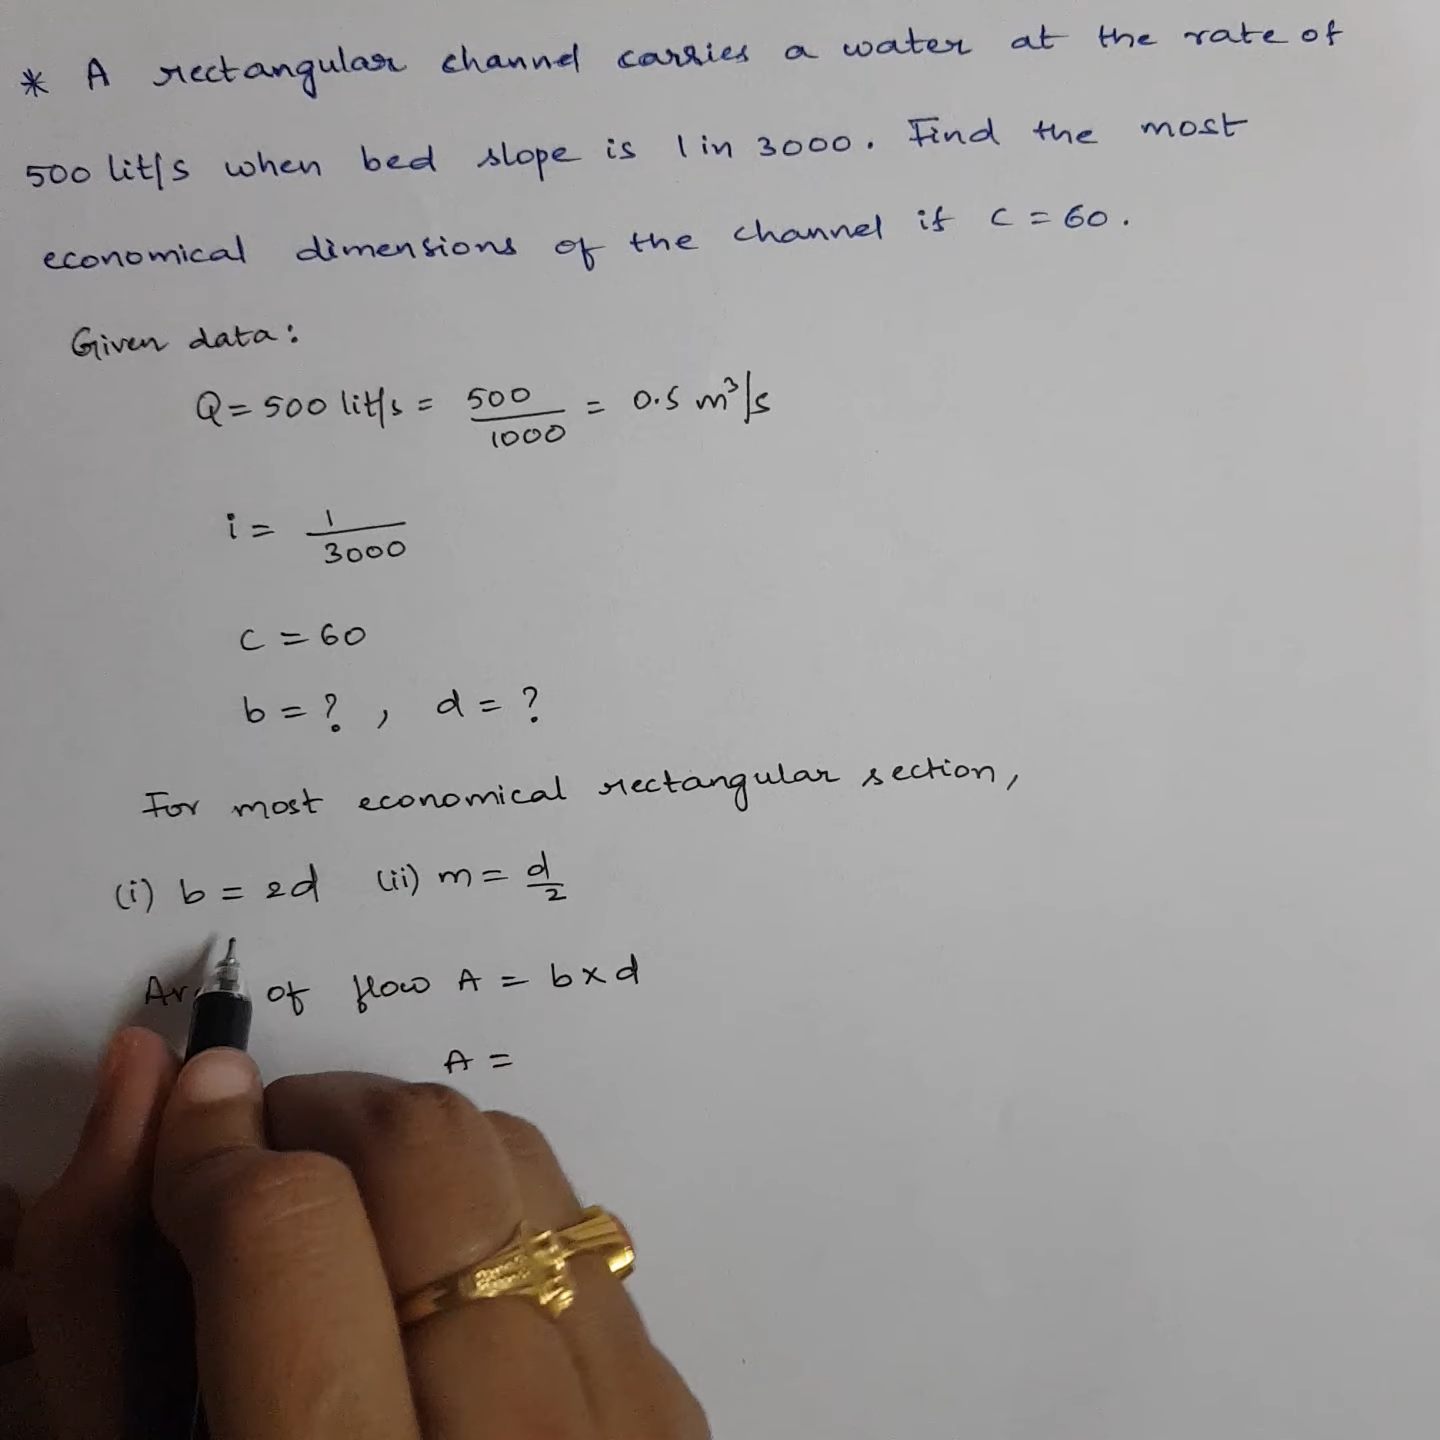 * A rectangular channel carries a water at the rate of
500 lit/s when bed slope is 1 in 3000. Find the most
economical dimensions of the channel if C = 60.
Given data:
Q = 500 lit/s = 500/1000 = 0.5 m³/s
i = 1/3000
C = 60
b = ? , d = ?
For most economical rectangular section,
(i) b = 2d (ii) m = d/2
of flow A = b x d
A =